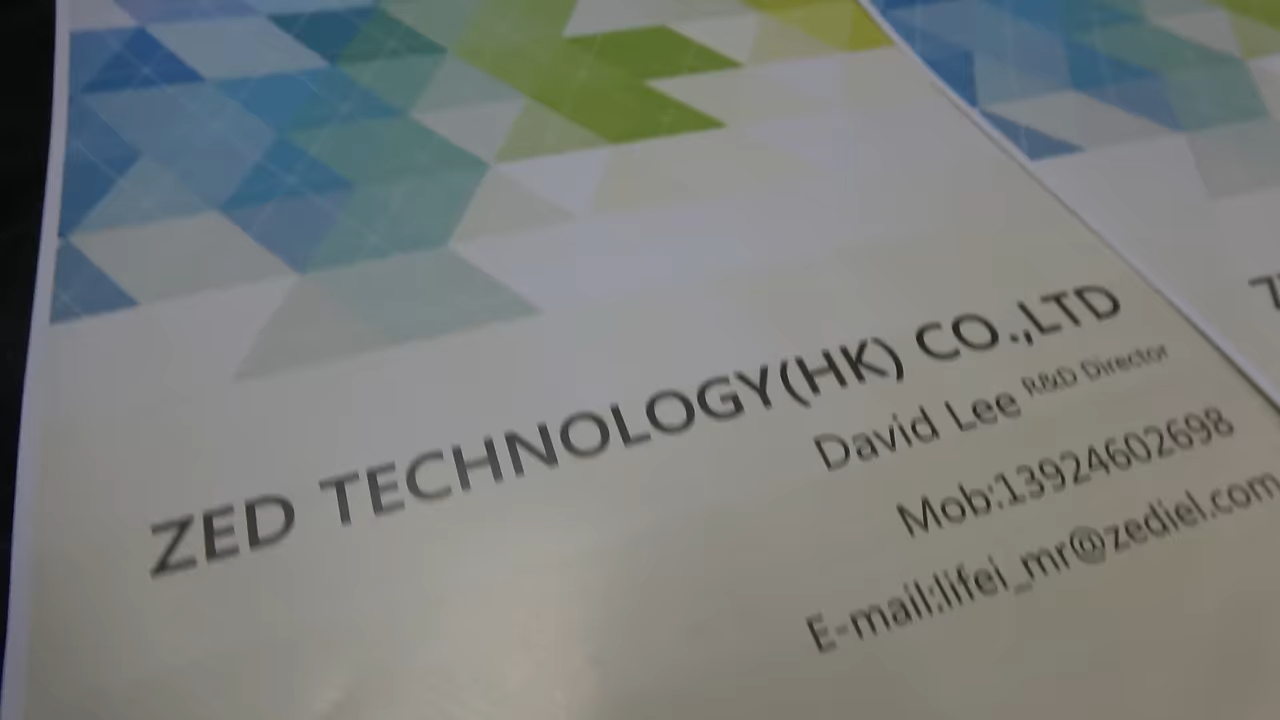 ZED TECHNOLOGY(HK) CO.,LTD
David Lee R&D Director
Mob:13924602698
E-mail:lifei_mr@zediel.com